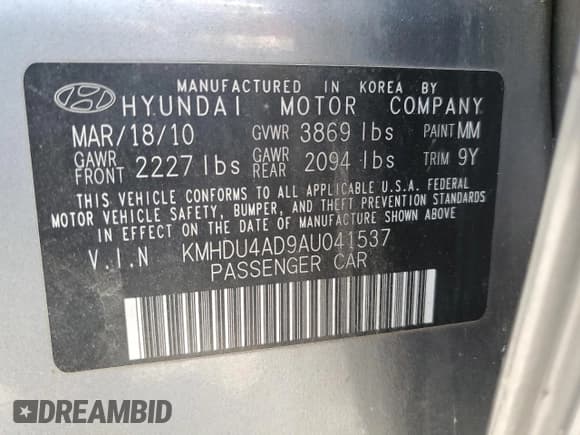 MANUFACTURED IN KOREA BY
HYUNDAI MOTOR COMPANY
MAR/18/10 GVWR 3869 lbs PAINT MM
GAWR FRONT 2227 lbs GAWR REAR 2094 lbs TRIM 9Y
THIS VEHICLE CONFORMS TO ALL APPLICABLE U.S.A. FEDERAL
MOTOR VEHICLE SAFETY, BUMPER, AND THEFT PREVENTION STANDARDS
IN EFFECT ON THE DATE OF MANUFACTURE SHOWN ABOVE.
V.I.N KMHDU4AD9AU041537
PASSENGER CAR
#DREAMBID